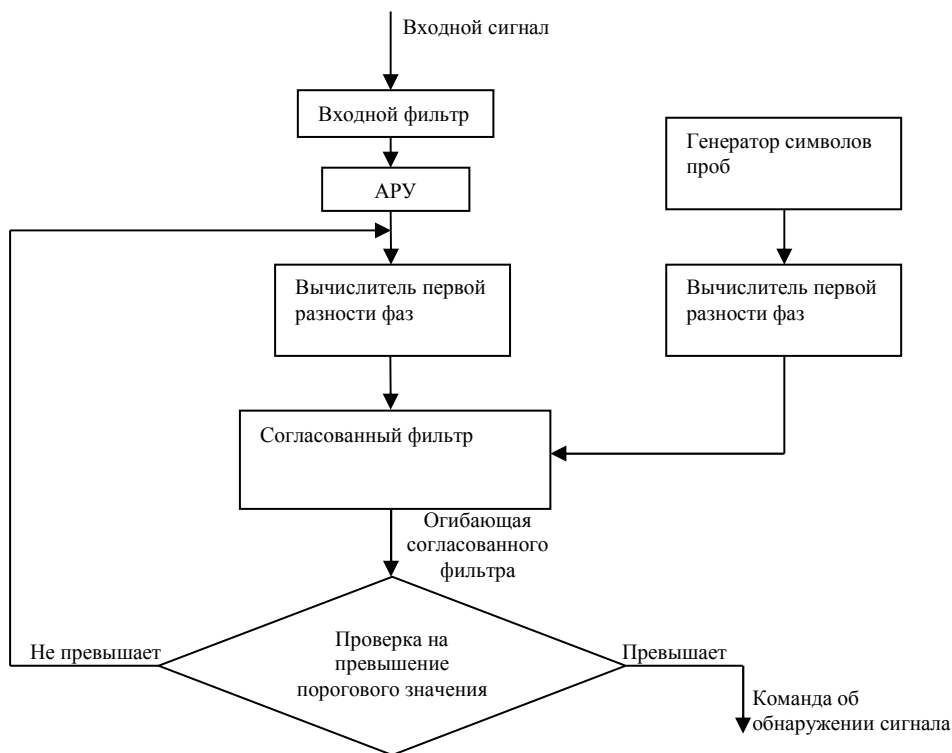 Входной сигнал
Входной фильтр
Генератор символов
проб
АРУ
Вычислитель первой
разности фаз
Вычислитель первой
разности фаз
Согласованный фильтр
Огибающая
согласованного
фильтра
Не превышает
Проверка на
превышение
порогового значения
Превышает
Команда об
обнаружении сигнала